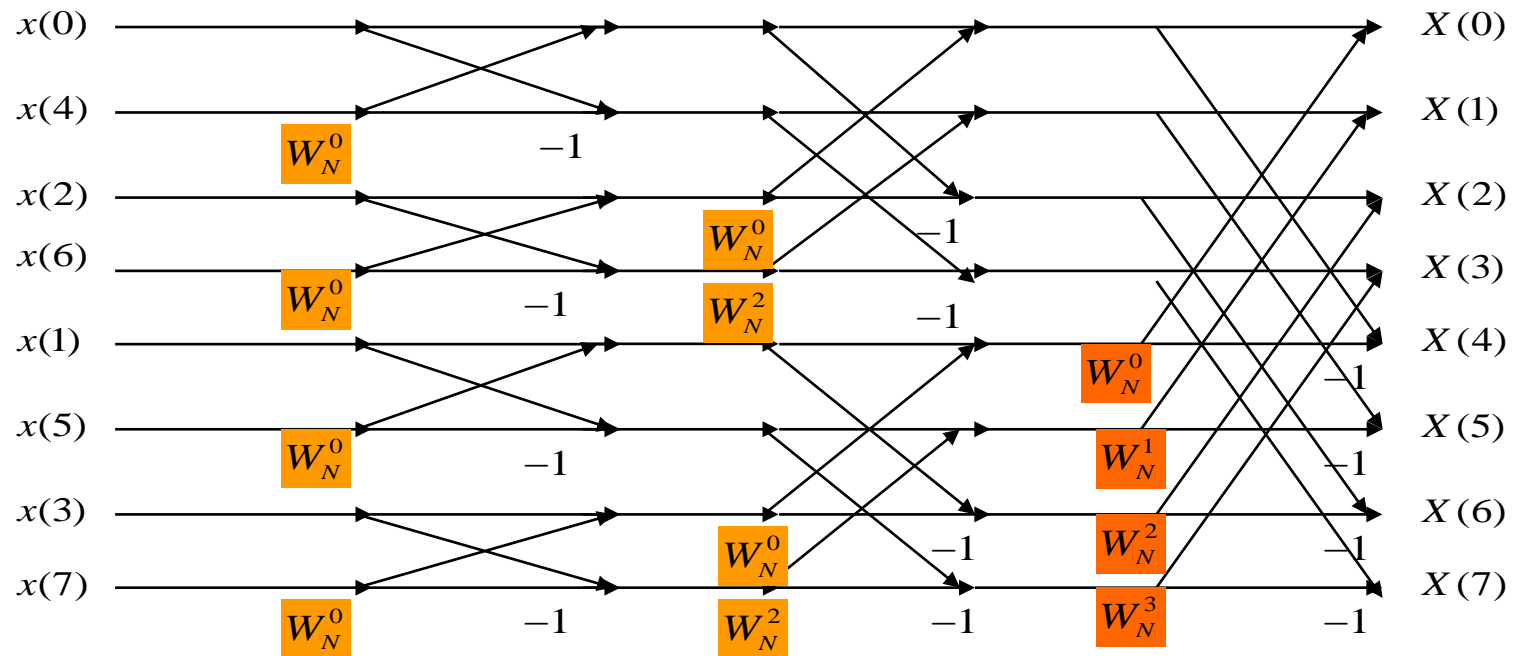 x(0) X(0)
x(4) X(1)
W_N^0 −1
x(2) X(2)
W_N^0 −1
x(6) X(3)
W_N^0 −1 W_N^2 −1
x(1) X(4)
W_N^0 −1
x(5) X(5)
W_N^0 −1 W_N^1 −1
x(3) X(6)
W_N^0 −1 W_N^2 −1
x(7) X(7)
W_N^0 −1 W_N^2 −1 W_N^3 −1